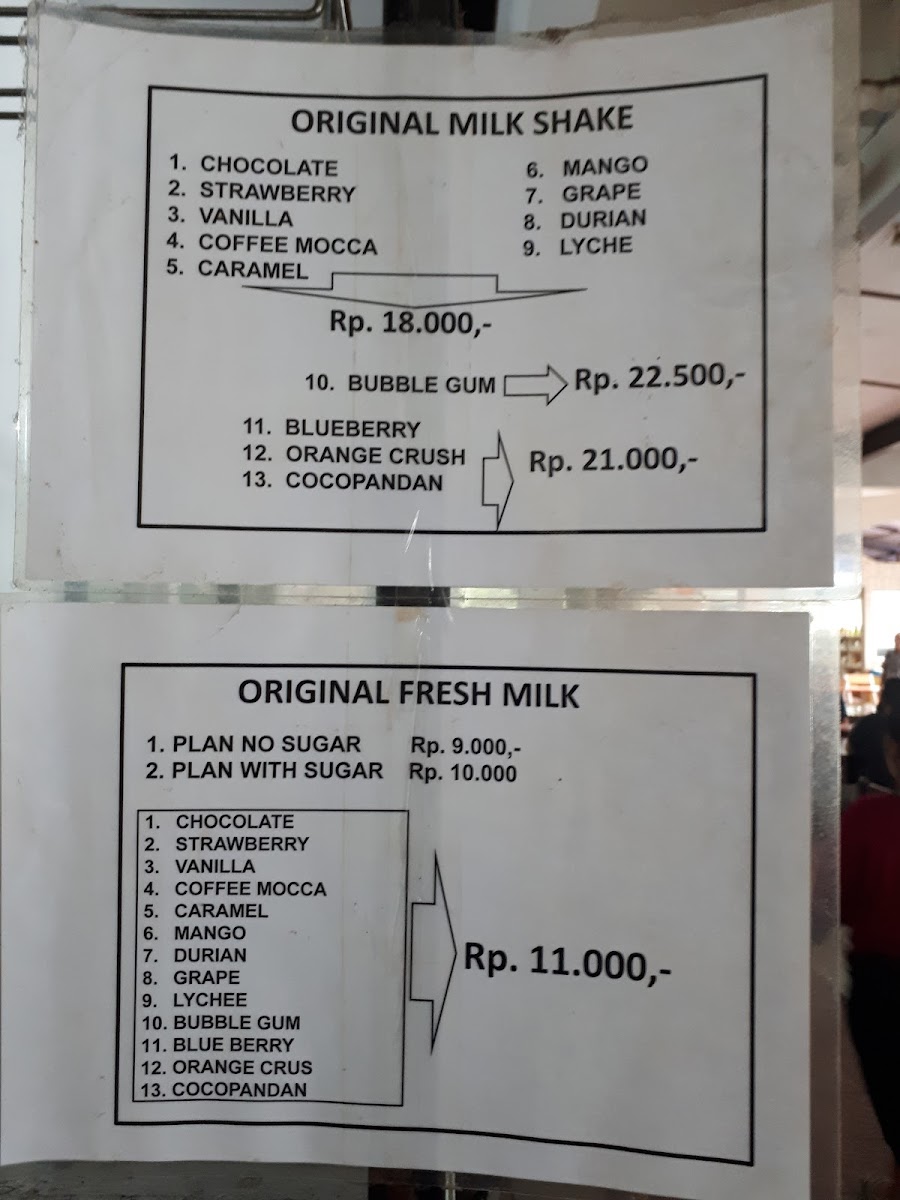 ORIGINAL MILK SHAKE
1. CHOCOLATE
2. STRAWBERRY
3. VANILLA
4. COFFEE MOCCA
5. CARAMEL
6. MANGO
7. GRAPE
8. DURIAN
9. LYCHE
Rp. 18.000,-
10. BUBBLE GUM Rp. 22.500,-
11. BLUEBERRY
12. ORANGE CRUSH
13. COCOPANDAN
Rp. 21.000,-
ORIGINAL FRESH MILK
1. PLAN NO SUGAR Rp. 9.000,-
2. PLAN WITH SUGAR Rp. 10.000
1. CHOCOLATE
2. STRAWBERRY
3. VANILLA
4. COFFEE MOCCA
5. CARAMEL
6. MANGO
7. DURIAN
8. GRAPE
9. LYCHEE
10. BUBBLE GUM
11. BLUE BERRY
12. ORANGE CRUS
13. COCOPANDAN
Rp. 11.000,-